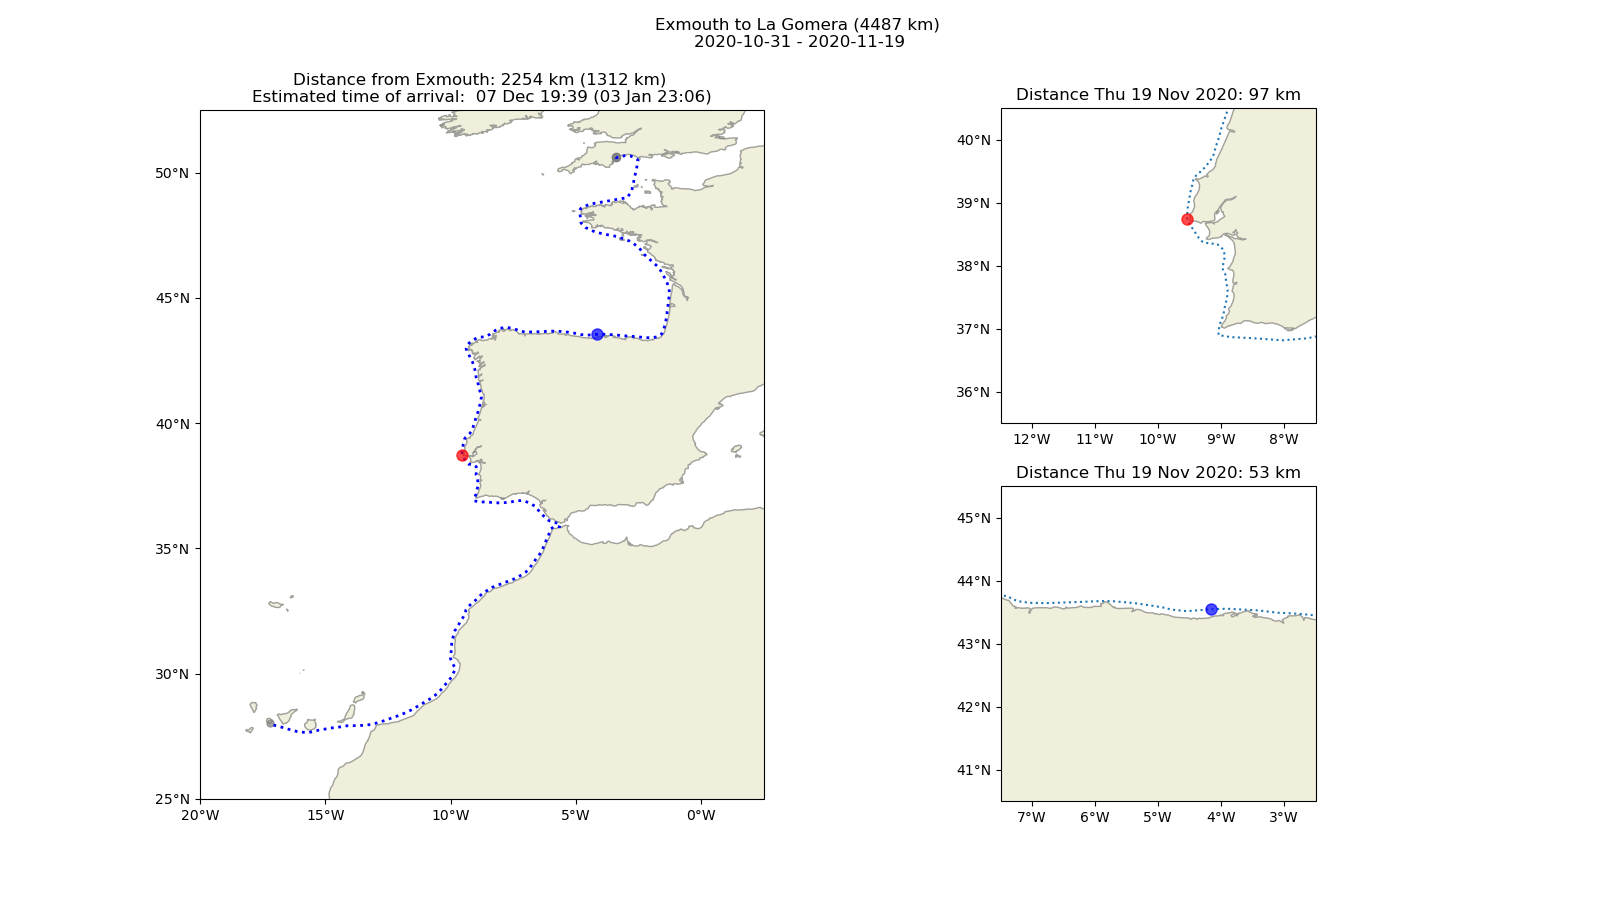 Exmouth to La Gomera (4487 km)
2020-10-31 - 2020-11-19
Distance from Exmouth: 2254 km (1312 km)
Estimated time of arrival:  07 Dec 19:39 (03 Jan 23:06)
50°N
45°N
40°N
35°N
30°N
25°N
20°W
15°W
10°W
5°W
0°W
Distance Thu 19 Nov 2020: 97 km
40°N
39°N
38°N
37°N
36°N
12°W
11°W
10°W
9°W
8°W
Distance Thu 19 Nov 2020: 53 km
45°N
44°N
43°N
42°N
41°N
7°W
6°W
5°W
4°W
3°W